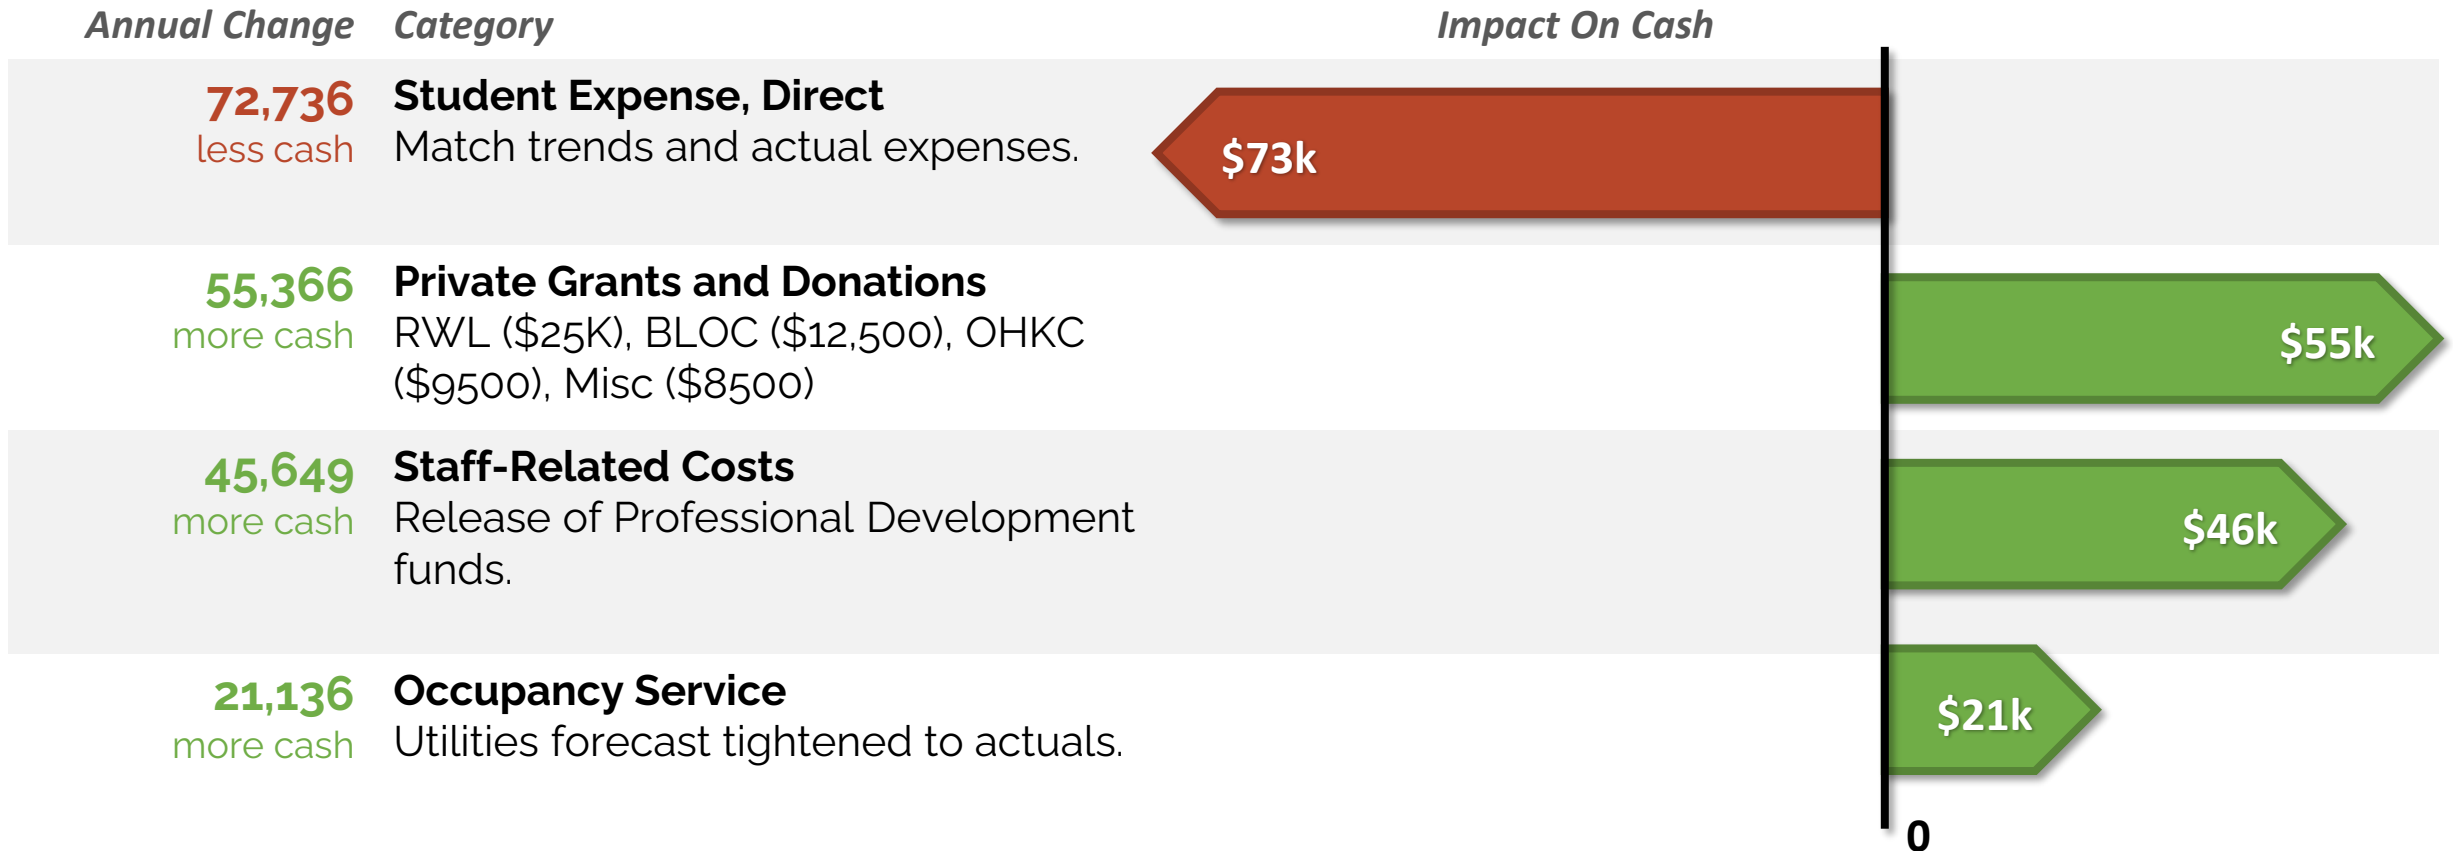 Annual Change Category Impact On Cash
72,736 Student Expense, Direct
less cash Match trends and actual expenses.
$73k
55,366 Private Grants and Donations
more cash RWL ($25K), BLOC ($12,500), OHKC
($9500), Misc ($8500)
$55k
45,649 Staff-Related Costs
more cash Release of Professional Development
funds.
$46k
21,136 Occupancy Service
more cash Utilities forecast tightened to actuals.
$21k
0